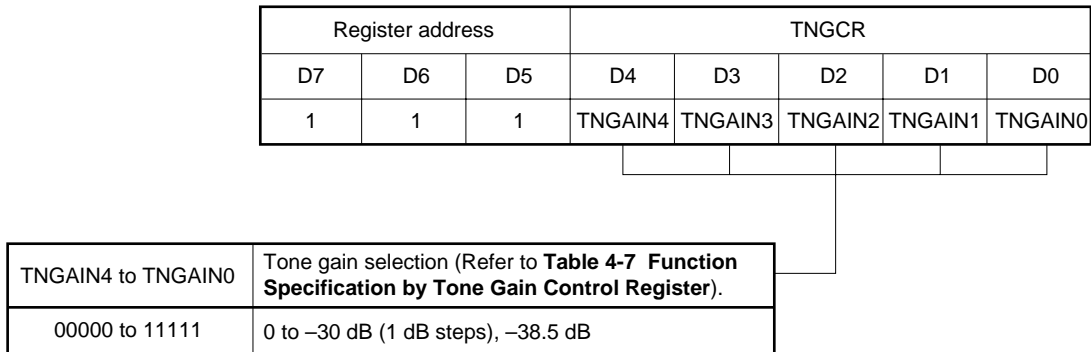 Register address TNGCR
D7 D6 D5 D4 D3 D2 D1 D0
1 1 1 TNGAIN4 TNGAIN3 TNGAIN2 TNGAIN1 TNGAIN0
TNGAIN4 to TNGAIN0
Tone gain selection (Refer to Table 4-7 Function
Specification by Tone Gain Control Register).
00000 to 11111 0 to –30 dB (1 dB steps), –38.5 dB